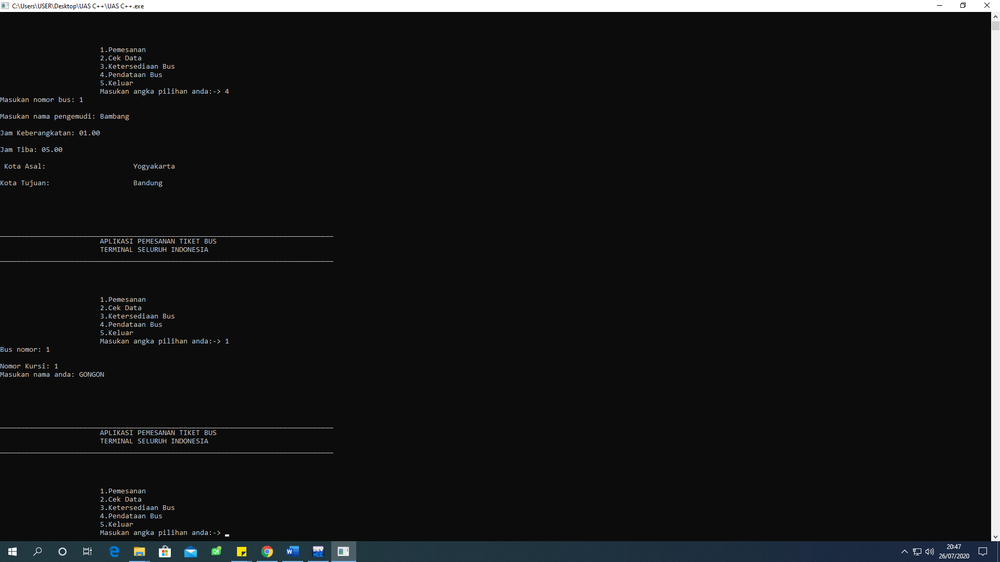 C:\Users\USER\Desktop\UAS C++\UAS C++.exe
1.Pemesanan
2.Cek Data
3.Ketersediaan Bus
4.Pendataan Bus
5.Keluar
Masukan angka pilihan anda:-> 4
Masukan nomor bus: 1
Masukan nama pengemudi: Bambang
Jam Keberangkatan: 01.00
Jam Tiba: 05.00
Kota Asal: Yogyakarta
Kota Tujuan: Bandung
APLIKASI PEMESANAN TIKET BUS
TERMINAL SELURUH INDONESIA
1.Pemesanan
2.Cek Data
3.Ketersediaan Bus
4.Pendataan Bus
5.Keluar
Masukan angka pilihan anda:-> 1
Bus nomor: 1
Nomor Kursi: 1
Masukan nama anda: GONGON
APLIKASI PEMESANAN TIKET BUS
TERMINAL SELURUH INDONESIA
1.Pemesanan
2.Cek Data
3.Ketersediaan Bus
4.Pendataan Bus
5.Keluar
Masukan angka pilihan anda:->
Qt
W
DEV
C++
20:47
26/07/2020